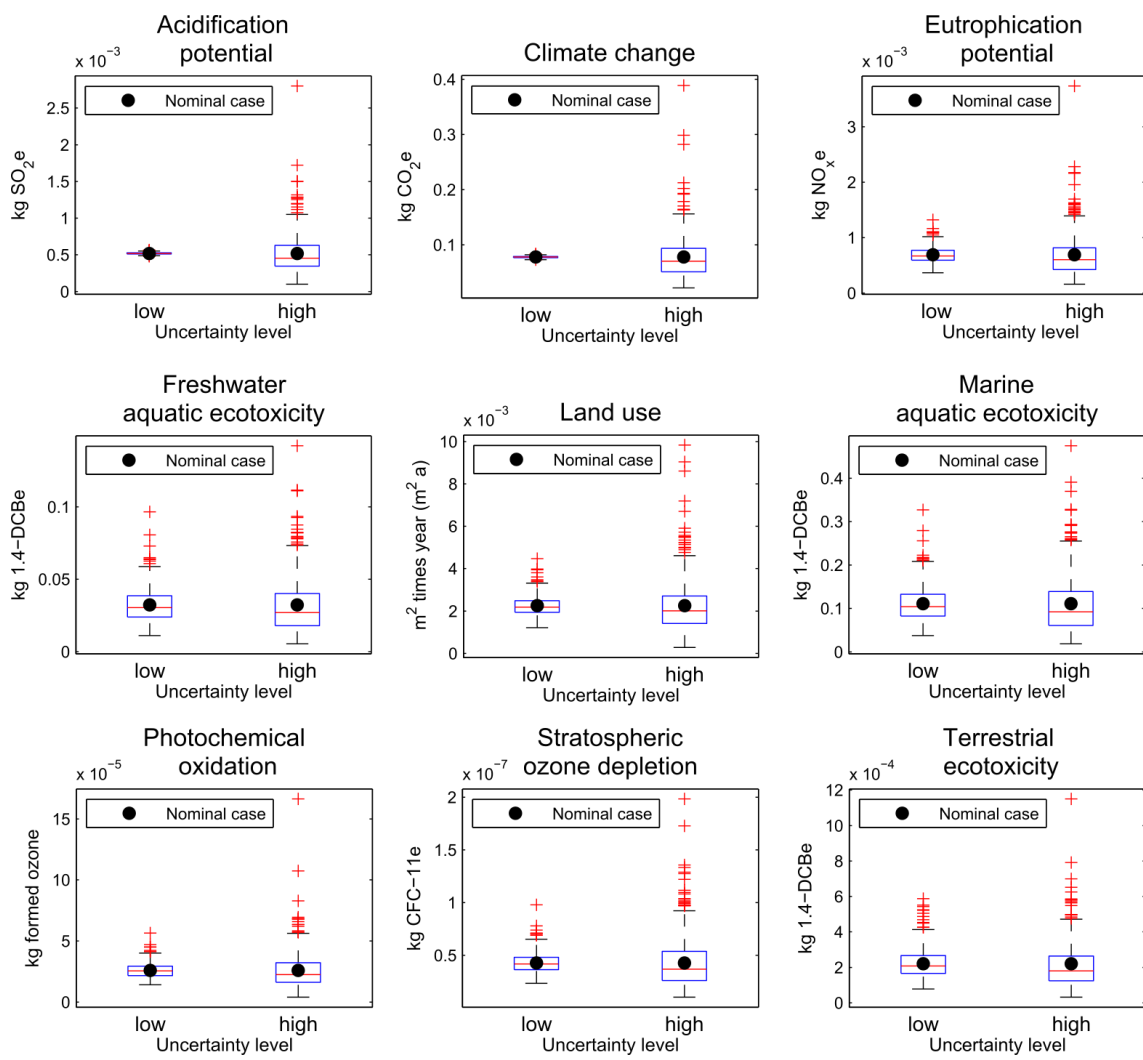 Acidification
potential
x 10⁻³
Nominal case
2.5
2
1.5
1
0.5
0
kg SO₂e
low high
Uncertainty level
Climate change
Nominal case
0.4
0.3
0.2
0.1
kg CO₂e
low high
Uncertainty level
Eutrophication
potential
x 10⁻³
Nominal case
3
2
1
0
kg NOₓe
low high
Uncertainty level
Freshwater
aquatic ecotoxicity
Nominal case
0.1
0.05
0
kg 1.4−DCBe
low high
Uncertainty level
Land use
x 10⁻³
Nominal case
10
8
6
4
2
0
m² times year (m² a)
low high
Uncertainty level
Marine
aquatic ecotoxicity
Nominal case
0.4
0.3
0.2
0.1
0
kg 1.4−DCBe
low high
Uncertainty level
Photochemical
oxidation
x 10⁻⁵
Nominal case
15
10
5
0
kg formed ozone
low high
Uncertainty level
Stratospheric
ozone depletion
x 10⁻⁷
Nominal case
2
1.5
1
0.5
kg CFC−11e
low high
Uncertainty level
Terrestrial
ecotoxicity
x 10⁻⁴
Nominal case
12
10
8
6
4
2
0
kg 1.4−DCBe
low high
Uncertainty level